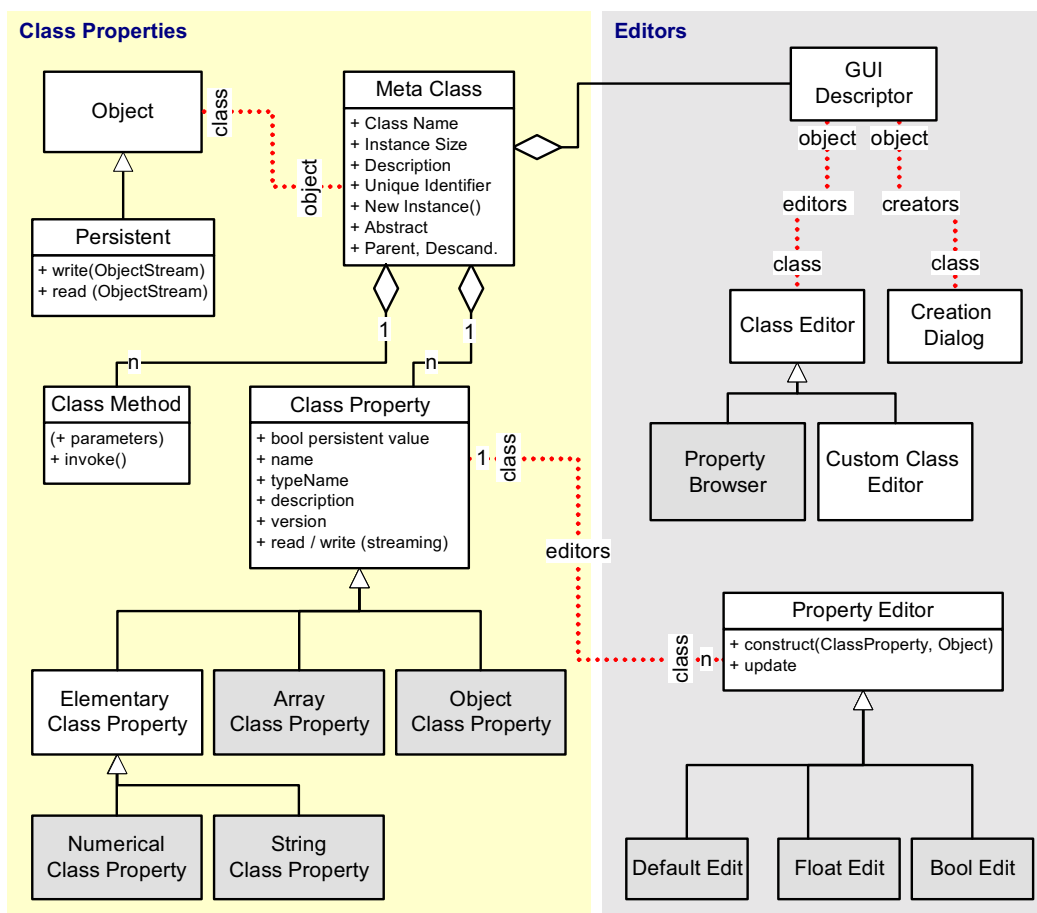 Class Properties
Object
class
object
Meta Class
+ Class Name
+ Instance Size
+ Description
+ Unique Identifier
+ New Instance()
+ Abstract
+ Parent, Descand.
Persistent
+ write(ObjectStream)
+ read (ObjectStream)
1
1
n
n
Class Method
(+ parameters)
+ invoke()
Class Property
+ bool persistent value
+ name
+ typeName
+ description
+ version
+ read / write (streaming)
1
class
editors
Elementary
Class Property
Array
Class Property
Object
Class Property
Numerical
Class Property
String
Class Property
Editors
GUI
Descriptor
object
object
editors
creators
class
class
Class Editor
Creation
Dialog
Property
Browser
Custom Class
Editor
class
n
Property Editor
+ construct(ClassProperty, Object)
+ update
Default Edit
Float Edit
Bool Edit